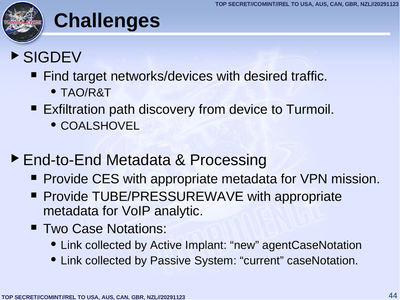 TOP SECRET//COMINT//REL TO USA, AUS, CAN, GBR, NZL//20291123
Challenges
SIGDEV
Find target networks/devices with desired traffic.
TAO/R&T
Exfiltration path discovery from device to Turmoil.
COALSHOVEL
End-to-End Metadata & Processing
Provide CES with appropriate metadata for VPN mission.
Provide TUBE/PRESSUREWAVE with appropriate
metadata for VoIP analytic.
Two Case Notations:
Link collected by Active Implant: “new” agentCaseNotation
Link collected by Passive System: “current” caseNotation.
TOP SECRET//COMINT//REL TO USA, AUS, CAN, GBR, NZL//20291123
44